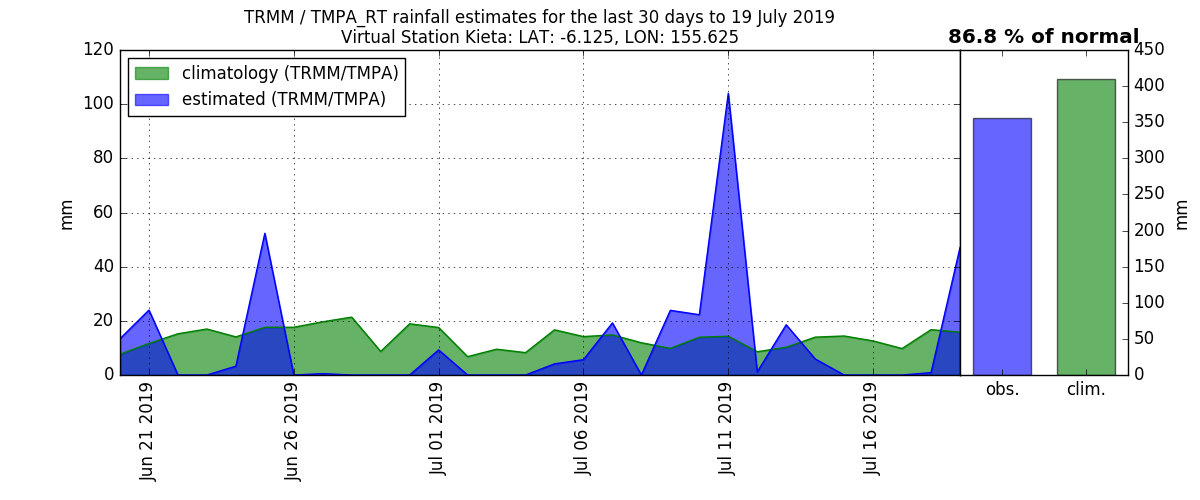 TRMM / TMPA_RT rainfall estimates for the last 30 days to 19 July 2019
Virtual Station Kieta: LAT: -6.125, LON: 155.625
86.8 % of normal
climatology (TRMM/TMPA)
estimated (TRMM/TMPA)
120
100
80
60
40
20
0
mm
Jun 21 2019
Jun 26 2019
Jul 01 2019
Jul 06 2019
Jul 11 2019
Jul 16 2019
450
400
350
300
250
200
150
100
50
0
mm
obs.
clim.